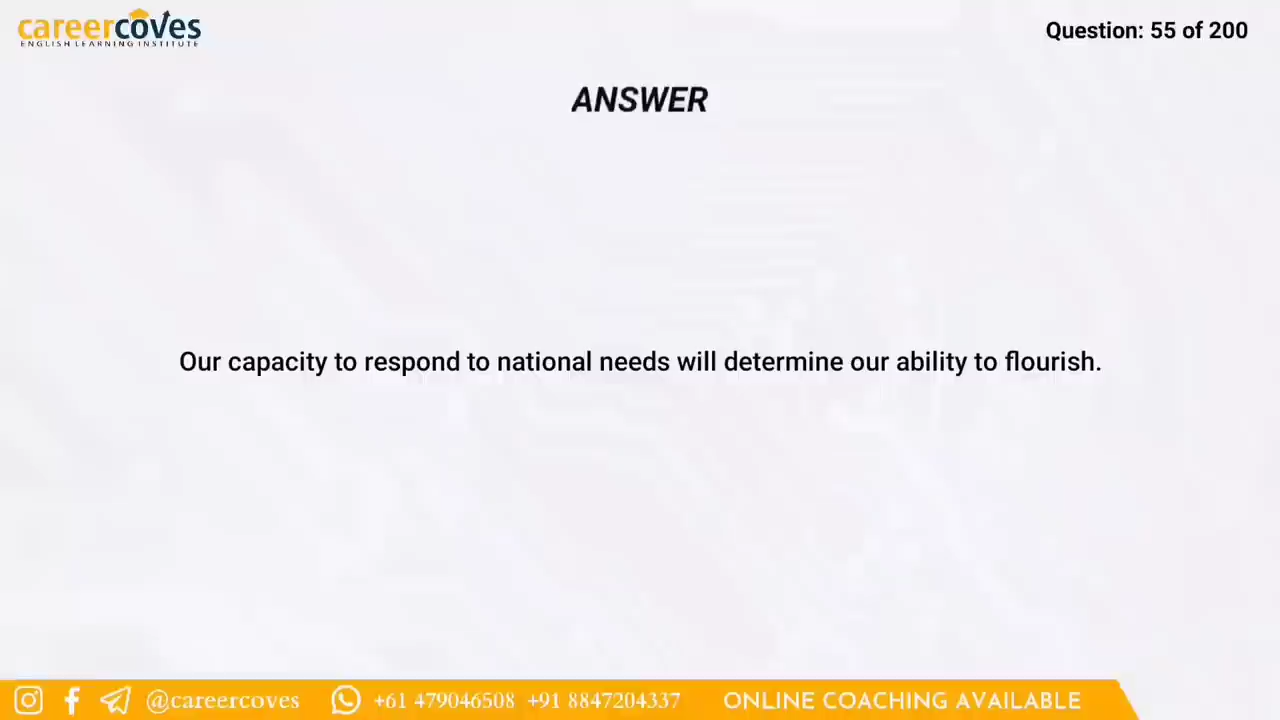 careercoves
ENGLISH LEARNING INSTITUTE
Question: 55 of 200
ANSWER
Our capacity to respond to national needs will determine our ability to flourish.
@careercoves +61 479046508 +91 8847204337 ONLINE COACHING AVAILABLE